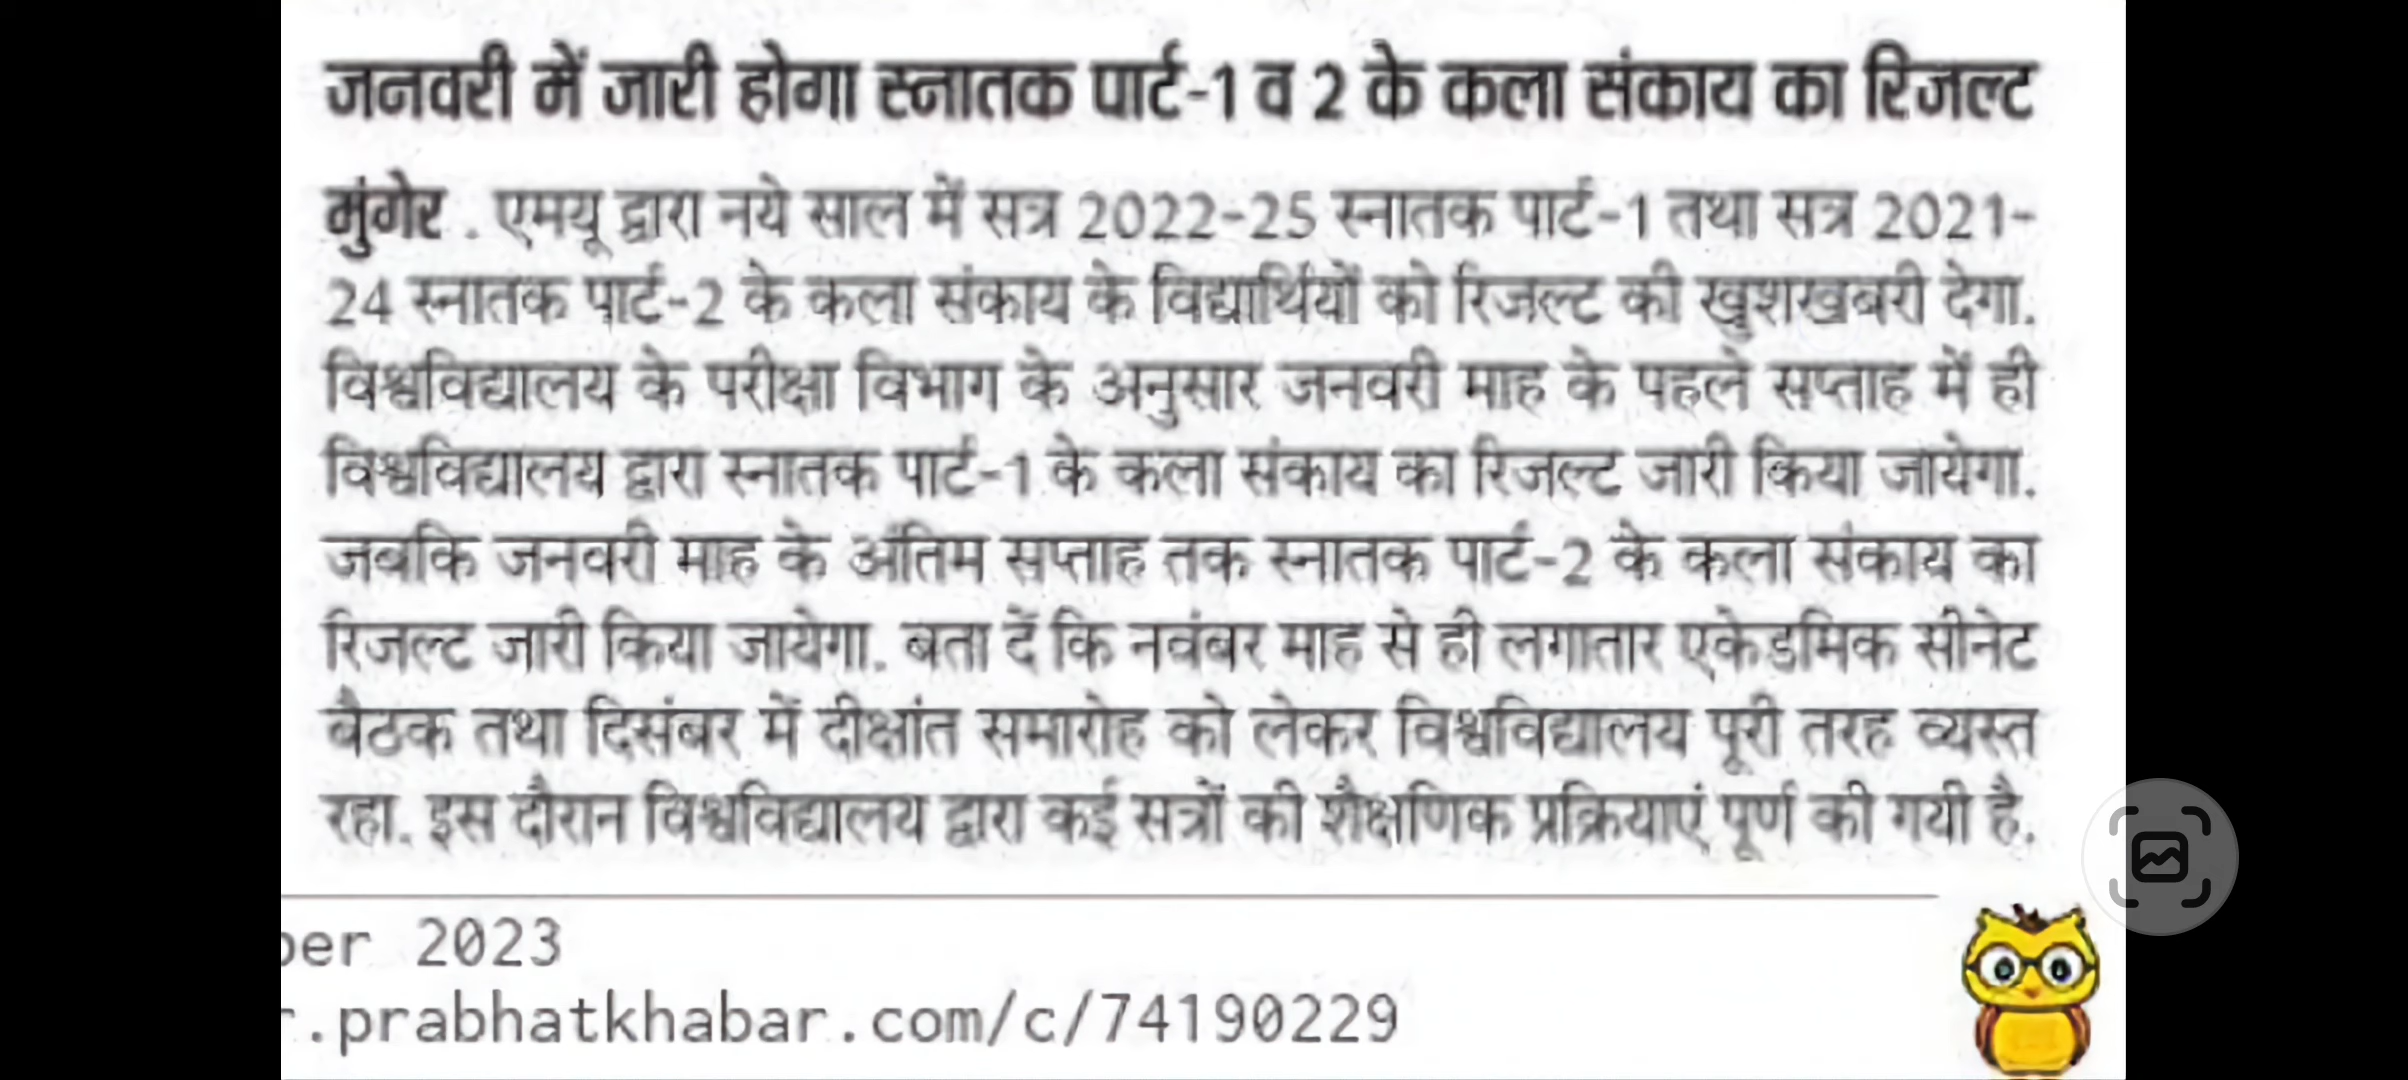 जनवरी में जारी होगा स्नातक पार्ट-1 व 2 के कला संकाय का रिजल्ट
मुंगेर . एमयू द्वारा नये साल में सत्र 2022-25 स्नातक पार्ट-1 तथा सत्र 2021-
24 स्नातक पार्ट-2 के कला संकाय के विद्यार्थियों को रिजल्ट की खुशखबरी देगा.
विश्वविद्यालय के परीक्षा विभाग के अनुसार जनवरी माह के पहले सप्ताह में ही
विश्वविद्यालय द्वारा स्नातक पार्ट-1 के कला संकाय का रिजल्ट जारी किया जायेगा.
जबकि जनवरी माह के अंतिम सप्ताह तक स्नातक पार्ट-2 के कला संकाय का
रिजल्ट जारी किया जायेगा. बता दें कि नवंबर माह से ही लगातार एकेडमिक सीनेट
बैठक तथा दिसंबर में दीक्षांत समारोह को लेकर विश्वविद्यालय पूरी तरह व्यस्त
रहा. इस दौरान विश्वविद्यालय द्वारा कई सत्रों की शैक्षणिक प्रक्रियाएं पूर्ण की गयी है.
ber 2023
r.prabhatkhabar.com/c/74190229